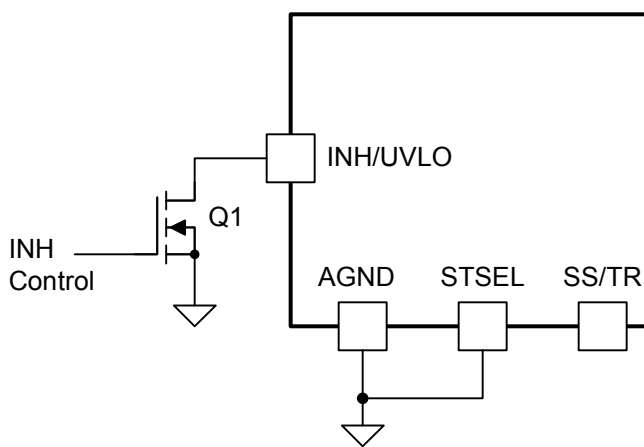 INH/UVLO
Q1
INH
Control
AGND
STSEL
SS/TR